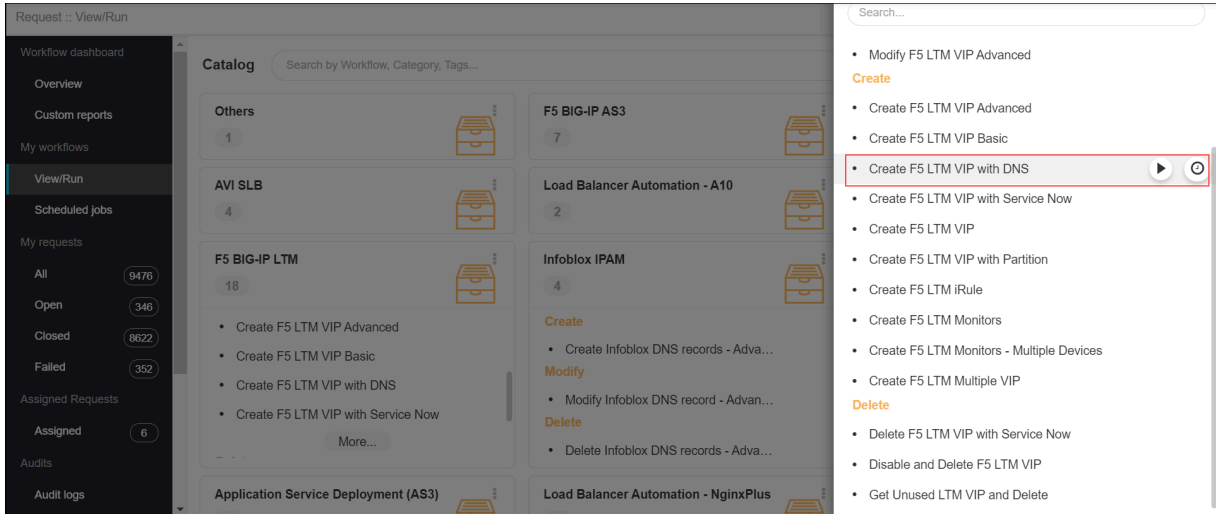 Request :: View/Run
Workflow dashboard
Overview
Custom reports
My workflows
View/Run
Scheduled jobs
My requests
All
9476
Open
346
Closed
8622
Failed
352
Assigned Requests
Assigned
6
Audits
Audit logs
Catalog
Search by Workflow, Category, Tags...
Others
1
F5 BIG-IP AS3
7
AVI SLB
4
Load Balancer Automation - A10
2
F5 BIG-IP LTM
18
• Create F5 LTM VIP Advanced
• Create F5 LTM VIP Basic
• Create F5 LTM VIP with DNS
• Create F5 LTM VIP with Service Now
More...
Infoblox IPAM
4
Create
• Create Infoblox DNS records - Adva...
Modify
• Modify Infoblox DNS record - Advan...
Delete
• Delete Infoblox DNS records - Adva...
Application Service Deployment (AS3)
Load Balancer Automation - NginxPlus
Search...
• Modify F5 LTM VIP Advanced
Create
• Create F5 LTM VIP Advanced
• Create F5 LTM VIP Basic
• Create F5 LTM VIP with DNS
• Create F5 LTM VIP with Service Now
• Create F5 LTM VIP
• Create F5 LTM VIP with Partition
• Create F5 LTM iRule
• Create F5 LTM Monitors
• Create F5 LTM Monitors - Multiple Devices
• Create F5 LTM Multiple VIP
Delete
• Delete F5 LTM VIP with Service Now
• Disable and Delete F5 LTM VIP
• Get Unused LTM VIP and Delete